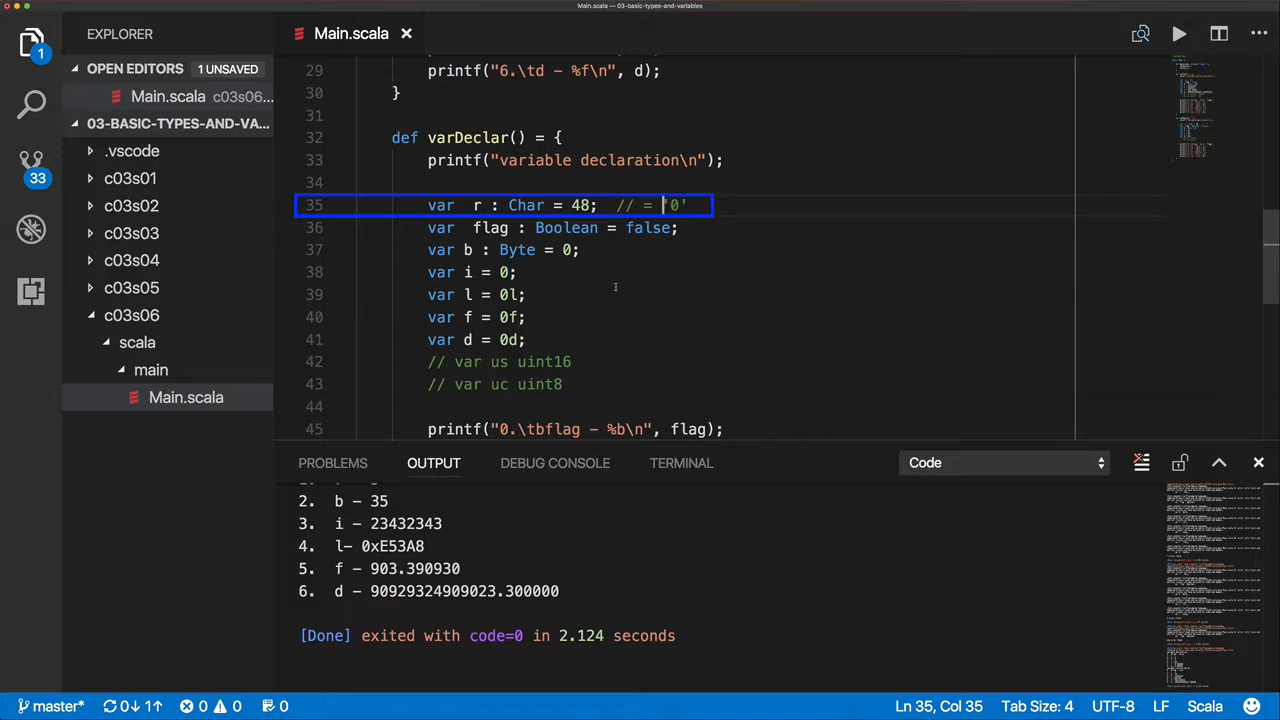 Main.scala — 03-basic-types-and-variables
EXPLORER
Main.scala
1
OPEN EDITORS 1 UNSAVED
Main.scala c03s06...
03-BASIC-TYPES-AND-VA...
.vscode
c03s01
c03s02
c03s03
c03s04
c03s05
c03s06
scala
main
Main.scala
33
29 printf("6.\td - %f\n", d);
30 }
31
32 def varDeclar() = {
33 printf("variable declaration\n");
34
35 var r : Char = 48; // = '0'
36 var flag : Boolean = false;
37 var b : Byte = 0;
38 var i = 0;
39 var l = 0l;
40 var f = 0f;
41 var d = 0d;
42 // var us uint16
43 // var uc uint8
44
45 printf("0.\tbflag - %b\n", flag);
PROBLEMS OUTPUT DEBUG CONSOLE TERMINAL Code
2. b - 35
3. i - 23432343
4. l- 0xE53A8
5. f - 903.390930
[Done] exited with code=0 in 2.124 seconds
master* 0↓ 1↑ 0 0 0 Ln 35, Col 35 Tab Size: 4 UTF-8 LF Scala